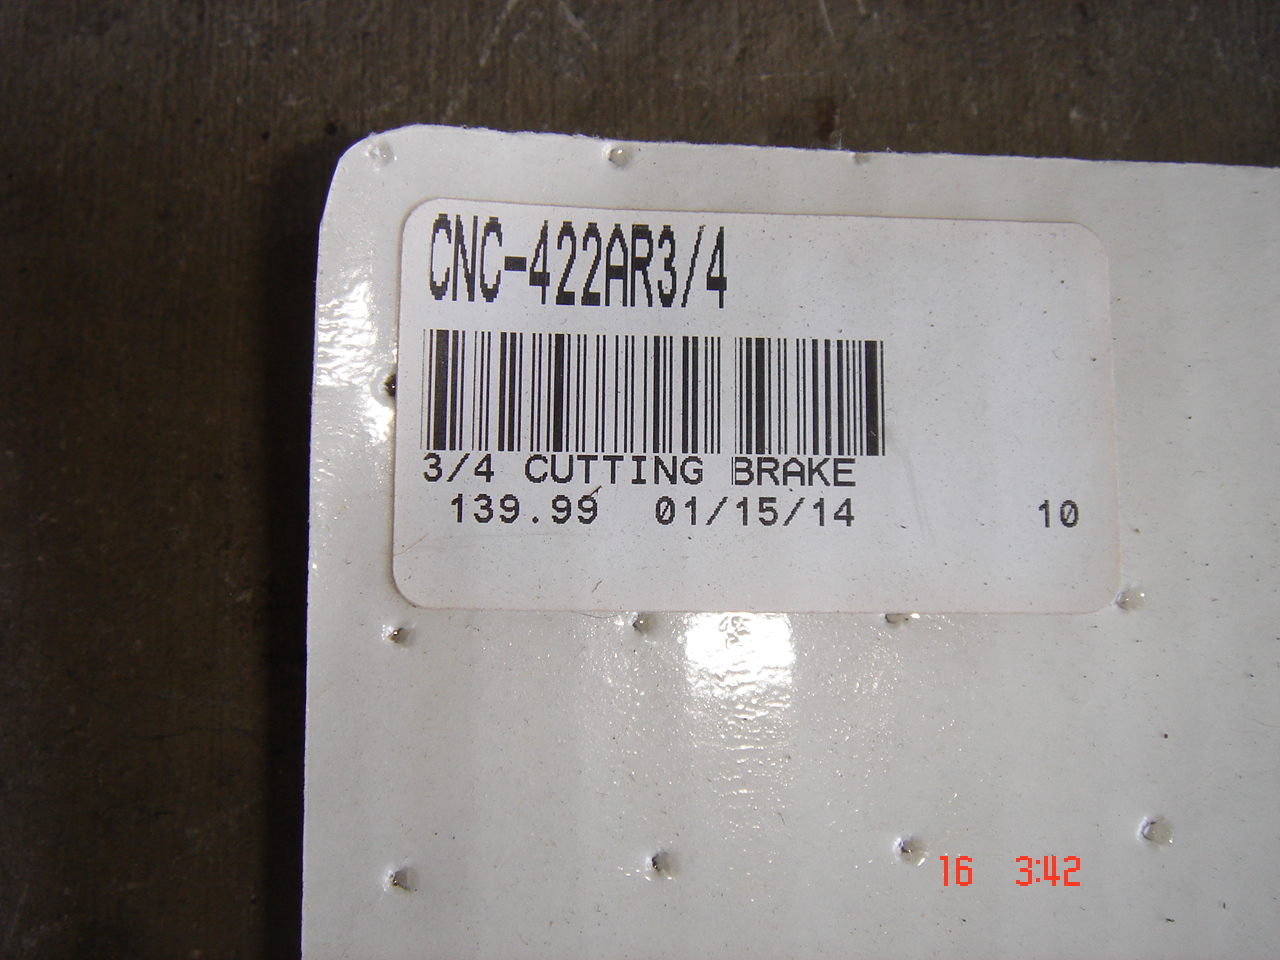 CNC-422AR3/4
3/4 CUTTING BRAKE
139.99 01/15/14 10
16 3:42